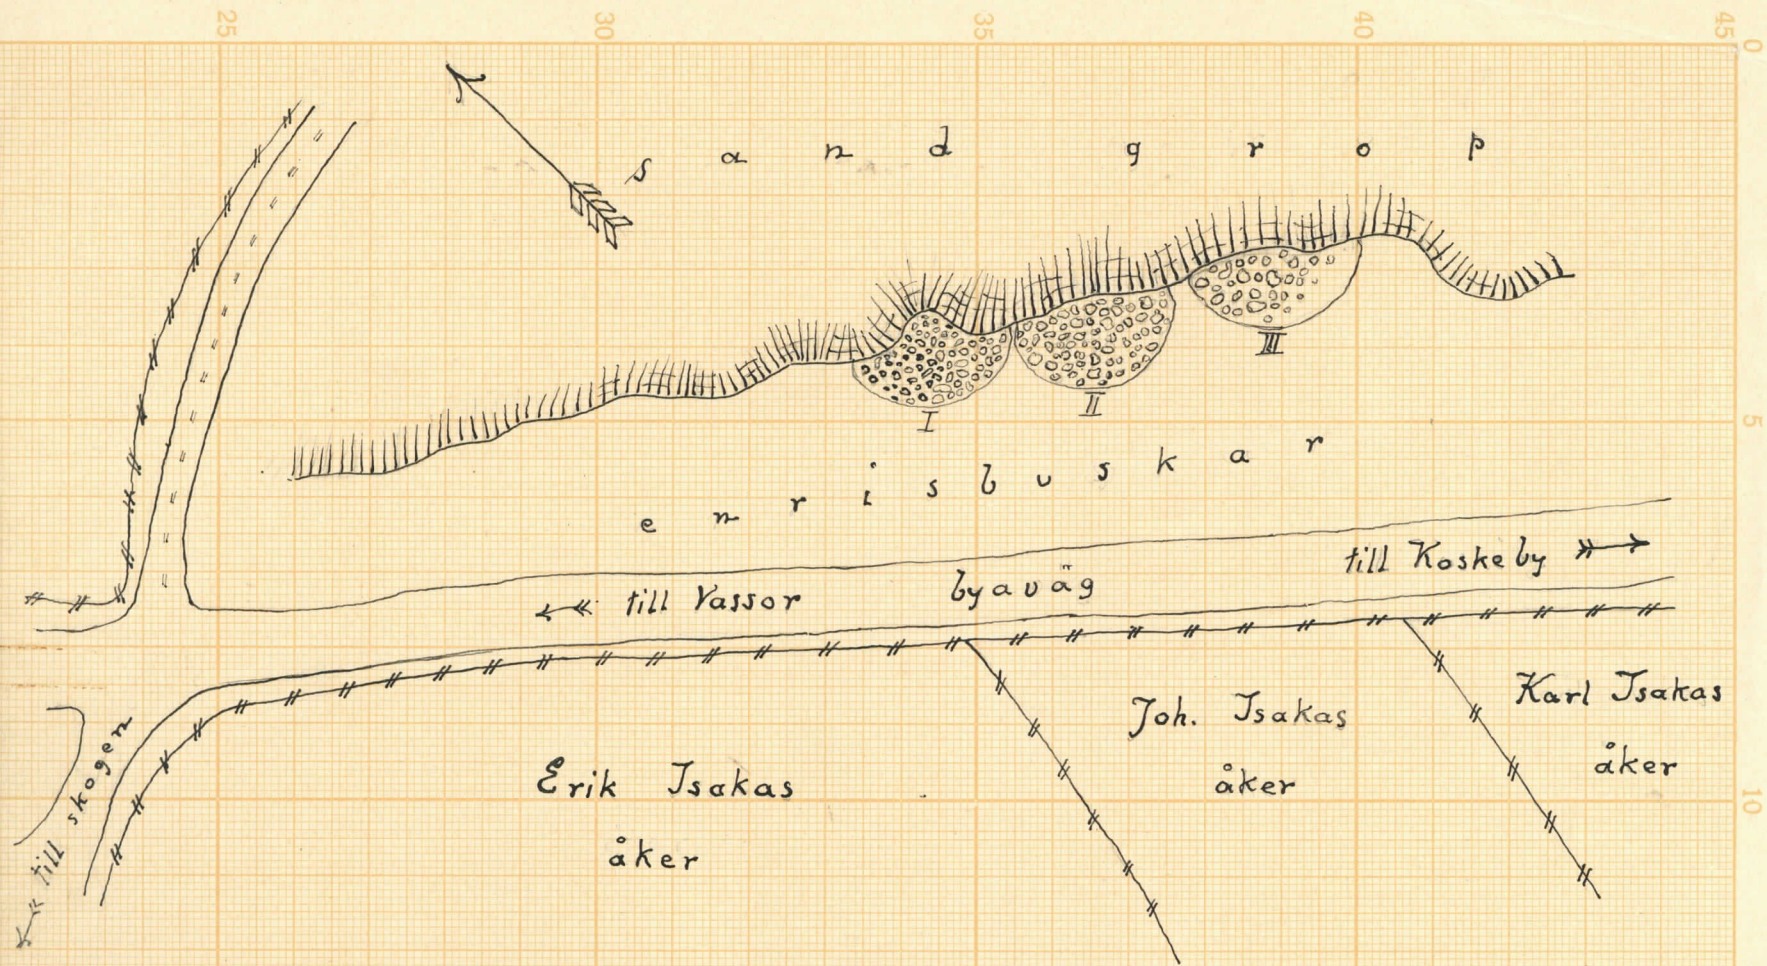 25 30 35 40 45
0
sandgrop
I II III
5
enrisbuskar
till Koskeby
byaväg
till Vassor
Karl Isakas
åker
Joh. Isakas
åker
till skogen
Erik Isakas
åker
10